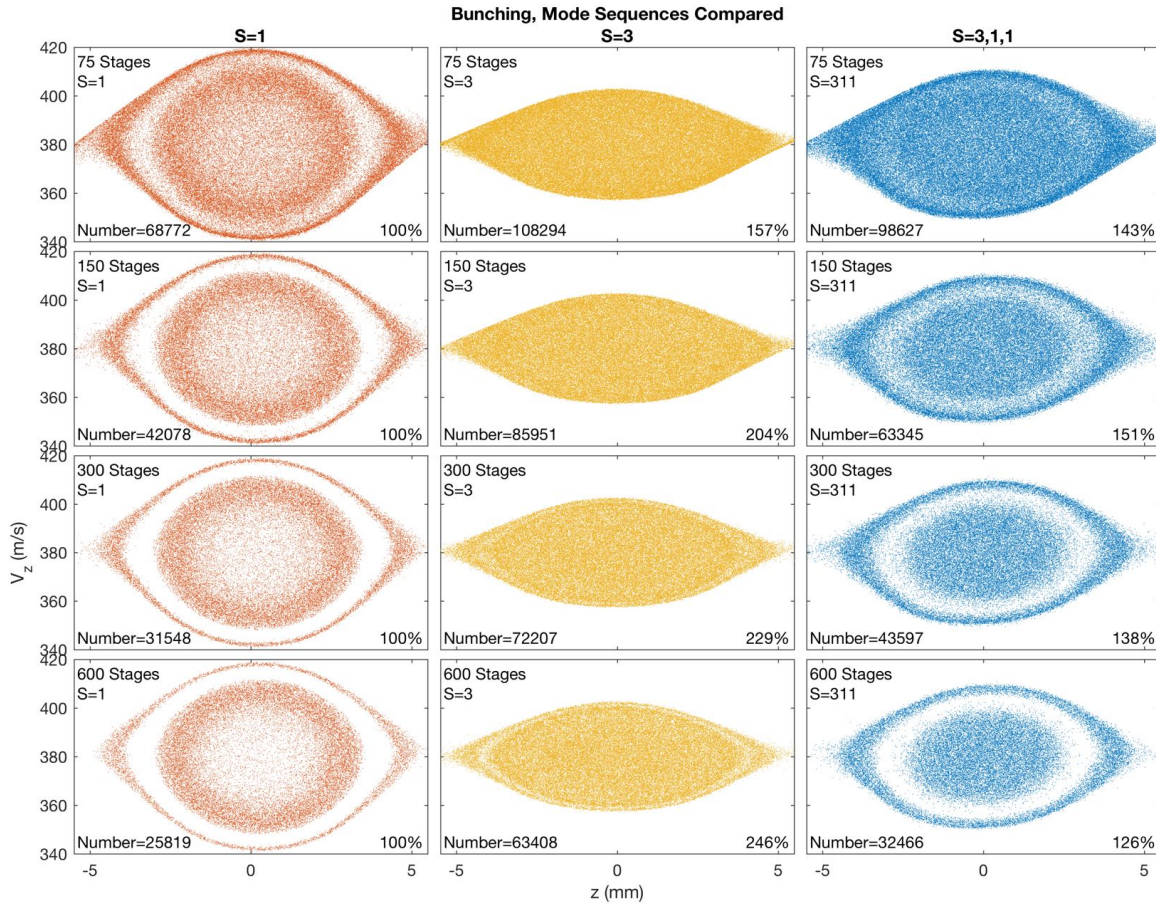 Bunching, Mode Sequences Compared
S=1
S=3
S=3,1,1
420
400
380
360
340
75 Stages
S=1
Number=68772
100%
75 Stages
S=3
Number=108294
157%
75 Stages
S=311
Number=98627
143%
420
400
380
360
340
150 Stages
S=1
Number=42078
100%
150 Stages
S=3
Number=85951
204%
150 Stages
S=311
Number=63345
151%
420
400
380
360
340
300 Stages
S=1
Number=31548
100%
300 Stages
S=3
Number=72207
229%
300 Stages
S=311
Number=43597
138%
420
400
380
360
340
600 Stages
S=1
Number=25819
100%
600 Stages
S=3
Number=63408
246%
600 Stages
S=311
Number=32466
126%
-5 0 5
-5 0 5
-5 0 5
V_z (m/s)
z (mm)